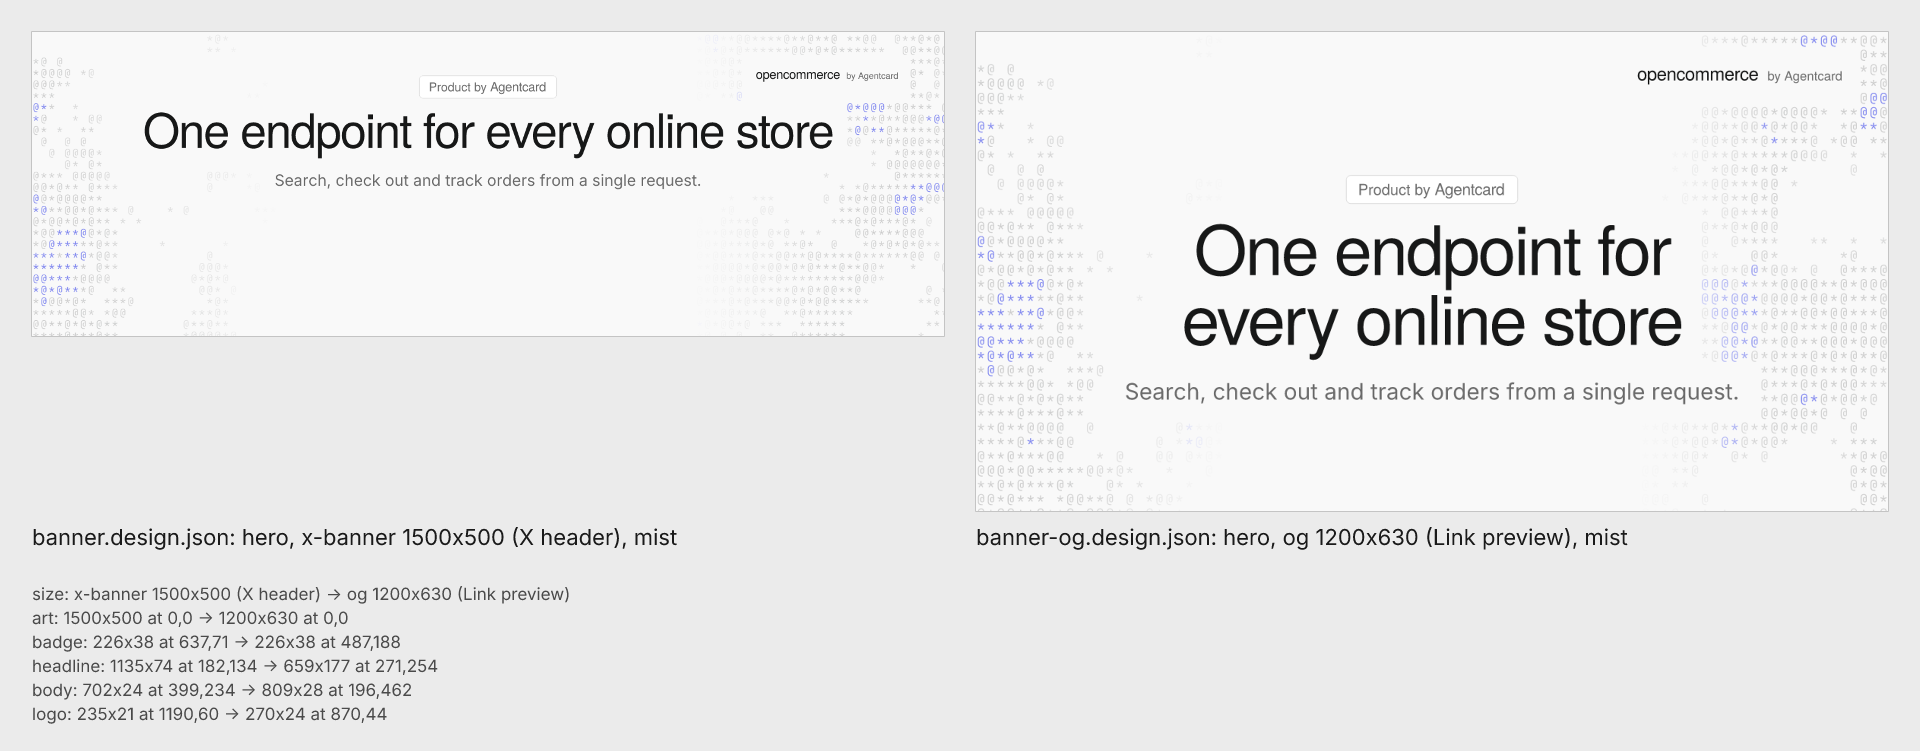 opencommerce by Agentcard
Product by Agentcard
One endpoint for every online store
Search, check out and track orders from a single request.
opencommerce by Agentcard
Product by Agentcard
One endpoint for
every online store
Search, check out and track orders from a single request.
banner.design.json: hero, x-banner 1500x500 (X header), mist
banner-og.design.json: hero, og 1200x630 (Link preview), mist
size: x-banner 1500x500 (X header) → og 1200x630 (Link preview)
art: 1500x500 at 0,0 → 1200x630 at 0,0
badge: 226x38 at 637,71 → 226x38 at 487,188
headline: 1135x74 at 182,134 → 659x177 at 271,254
body: 702x24 at 399,234 → 809x28 at 196,462
logo: 235x21 at 1190,60 → 270x24 at 870,44